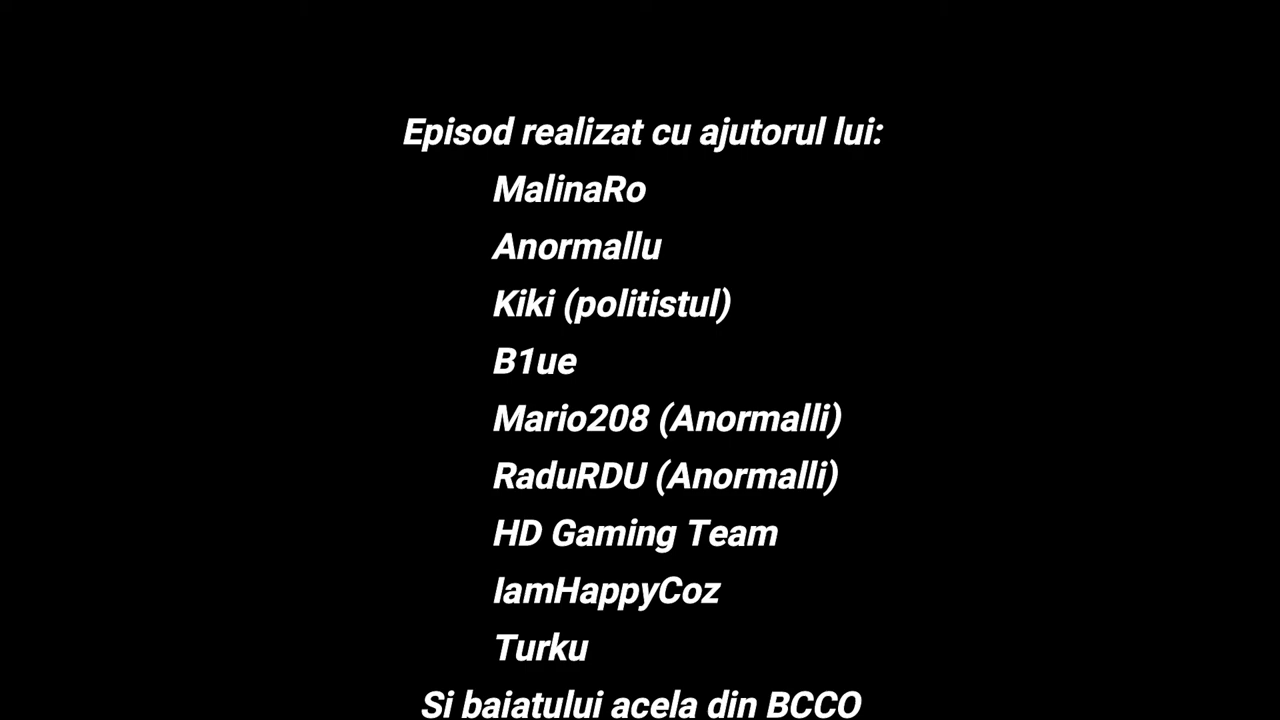 Episod realizat cu ajutorul lui:
MalinaRo
Anormallu
Kiki (politistul)
B1ue
Mario208 (Anormalli)
RaduRDU (Anormalli)
HD Gaming Team
IamHappyCoz
Turku
Si baiatului acela din BCCO